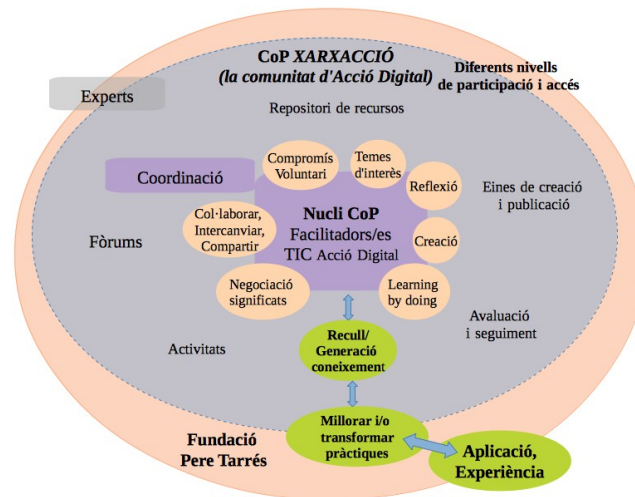 CoP XARXACCIÓ
(la comunitat d'Acció Digital)
Diferents nivells
de participació i accés
Experts
Repositori de recursos
Compromís
Voluntari
Temes
d'interès
Coordinació
Reflexió
Eines de creació
i publicació
Nucli CoP
Facilitadors/es
TIC Acció Digital
Col·laborar,
Intercanviar,
Compartir
Fòrums
Creació
Negociació
significats
Learning
by doing
Avaluació
i seguiment
Activitats
Recull/
Generació
coneixement
Millorar i/o
transformar
pràctiques
Fundació
Pere Tarrés
Aplicació,
Experiència